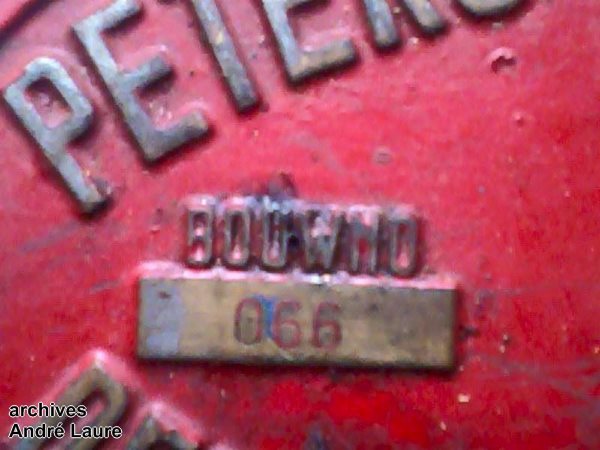 PETERS
BOUWNO
066
archives
André Laure